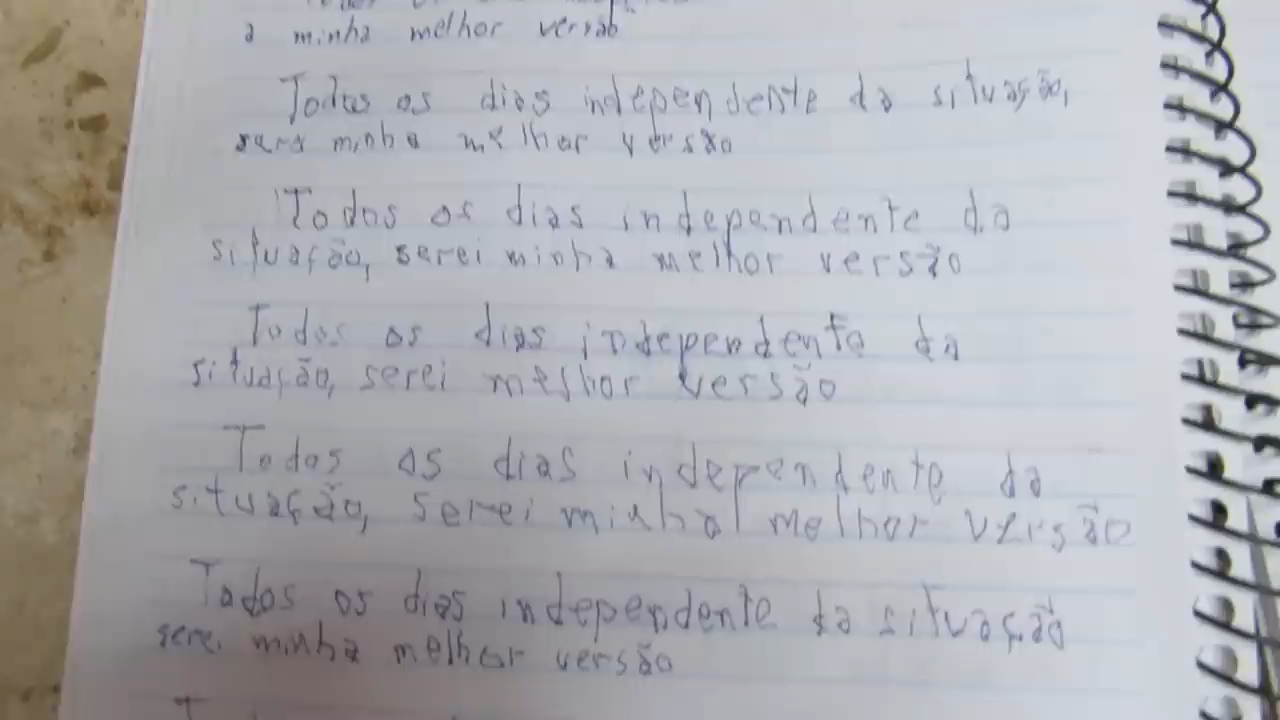 a minha melhor versão
Todos os dias independente da situação,
serei minha melhor versão
Todos os dias independente da
situação, serei minha melhor versão
Todos os dias independente da
situação, serei melhor versão
Todos os dias independente da
situação, serei minha melhor versão
Todos os dias independente da situação
serei minha melhor versão